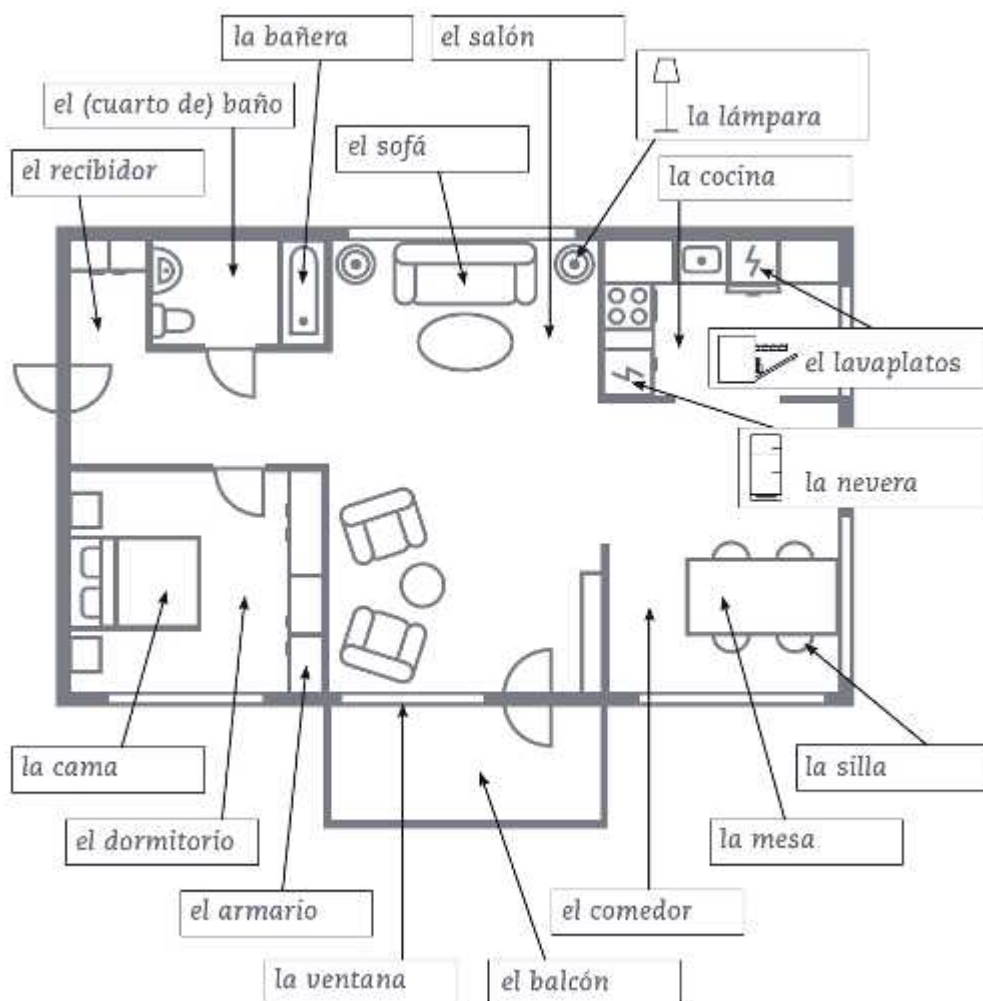 la bañera
el salón
la lámpara
el (cuarto de) baño
el sofá
el recibidor
la cocina
el lavaplatos
la nevera
la cama
la silla
el dormitorio
la mesa
el armario
el comedor
la ventana
el balcón